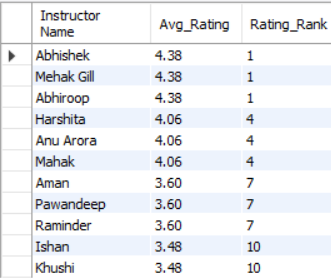 Instructor
Name Avg_Rating Rating_Rank
Abhishek 4.38 1
Mehak Gill 4.38 1
Abhiroop 4.38 1
Harshita 4.06 4
Anu Arora 4.06 4
Mahak 4.06 4
Aman 3.60 7
Pawandeep 3.60 7
Raminder 3.60 7
Ishan 3.48 10
Khushi 3.48 10